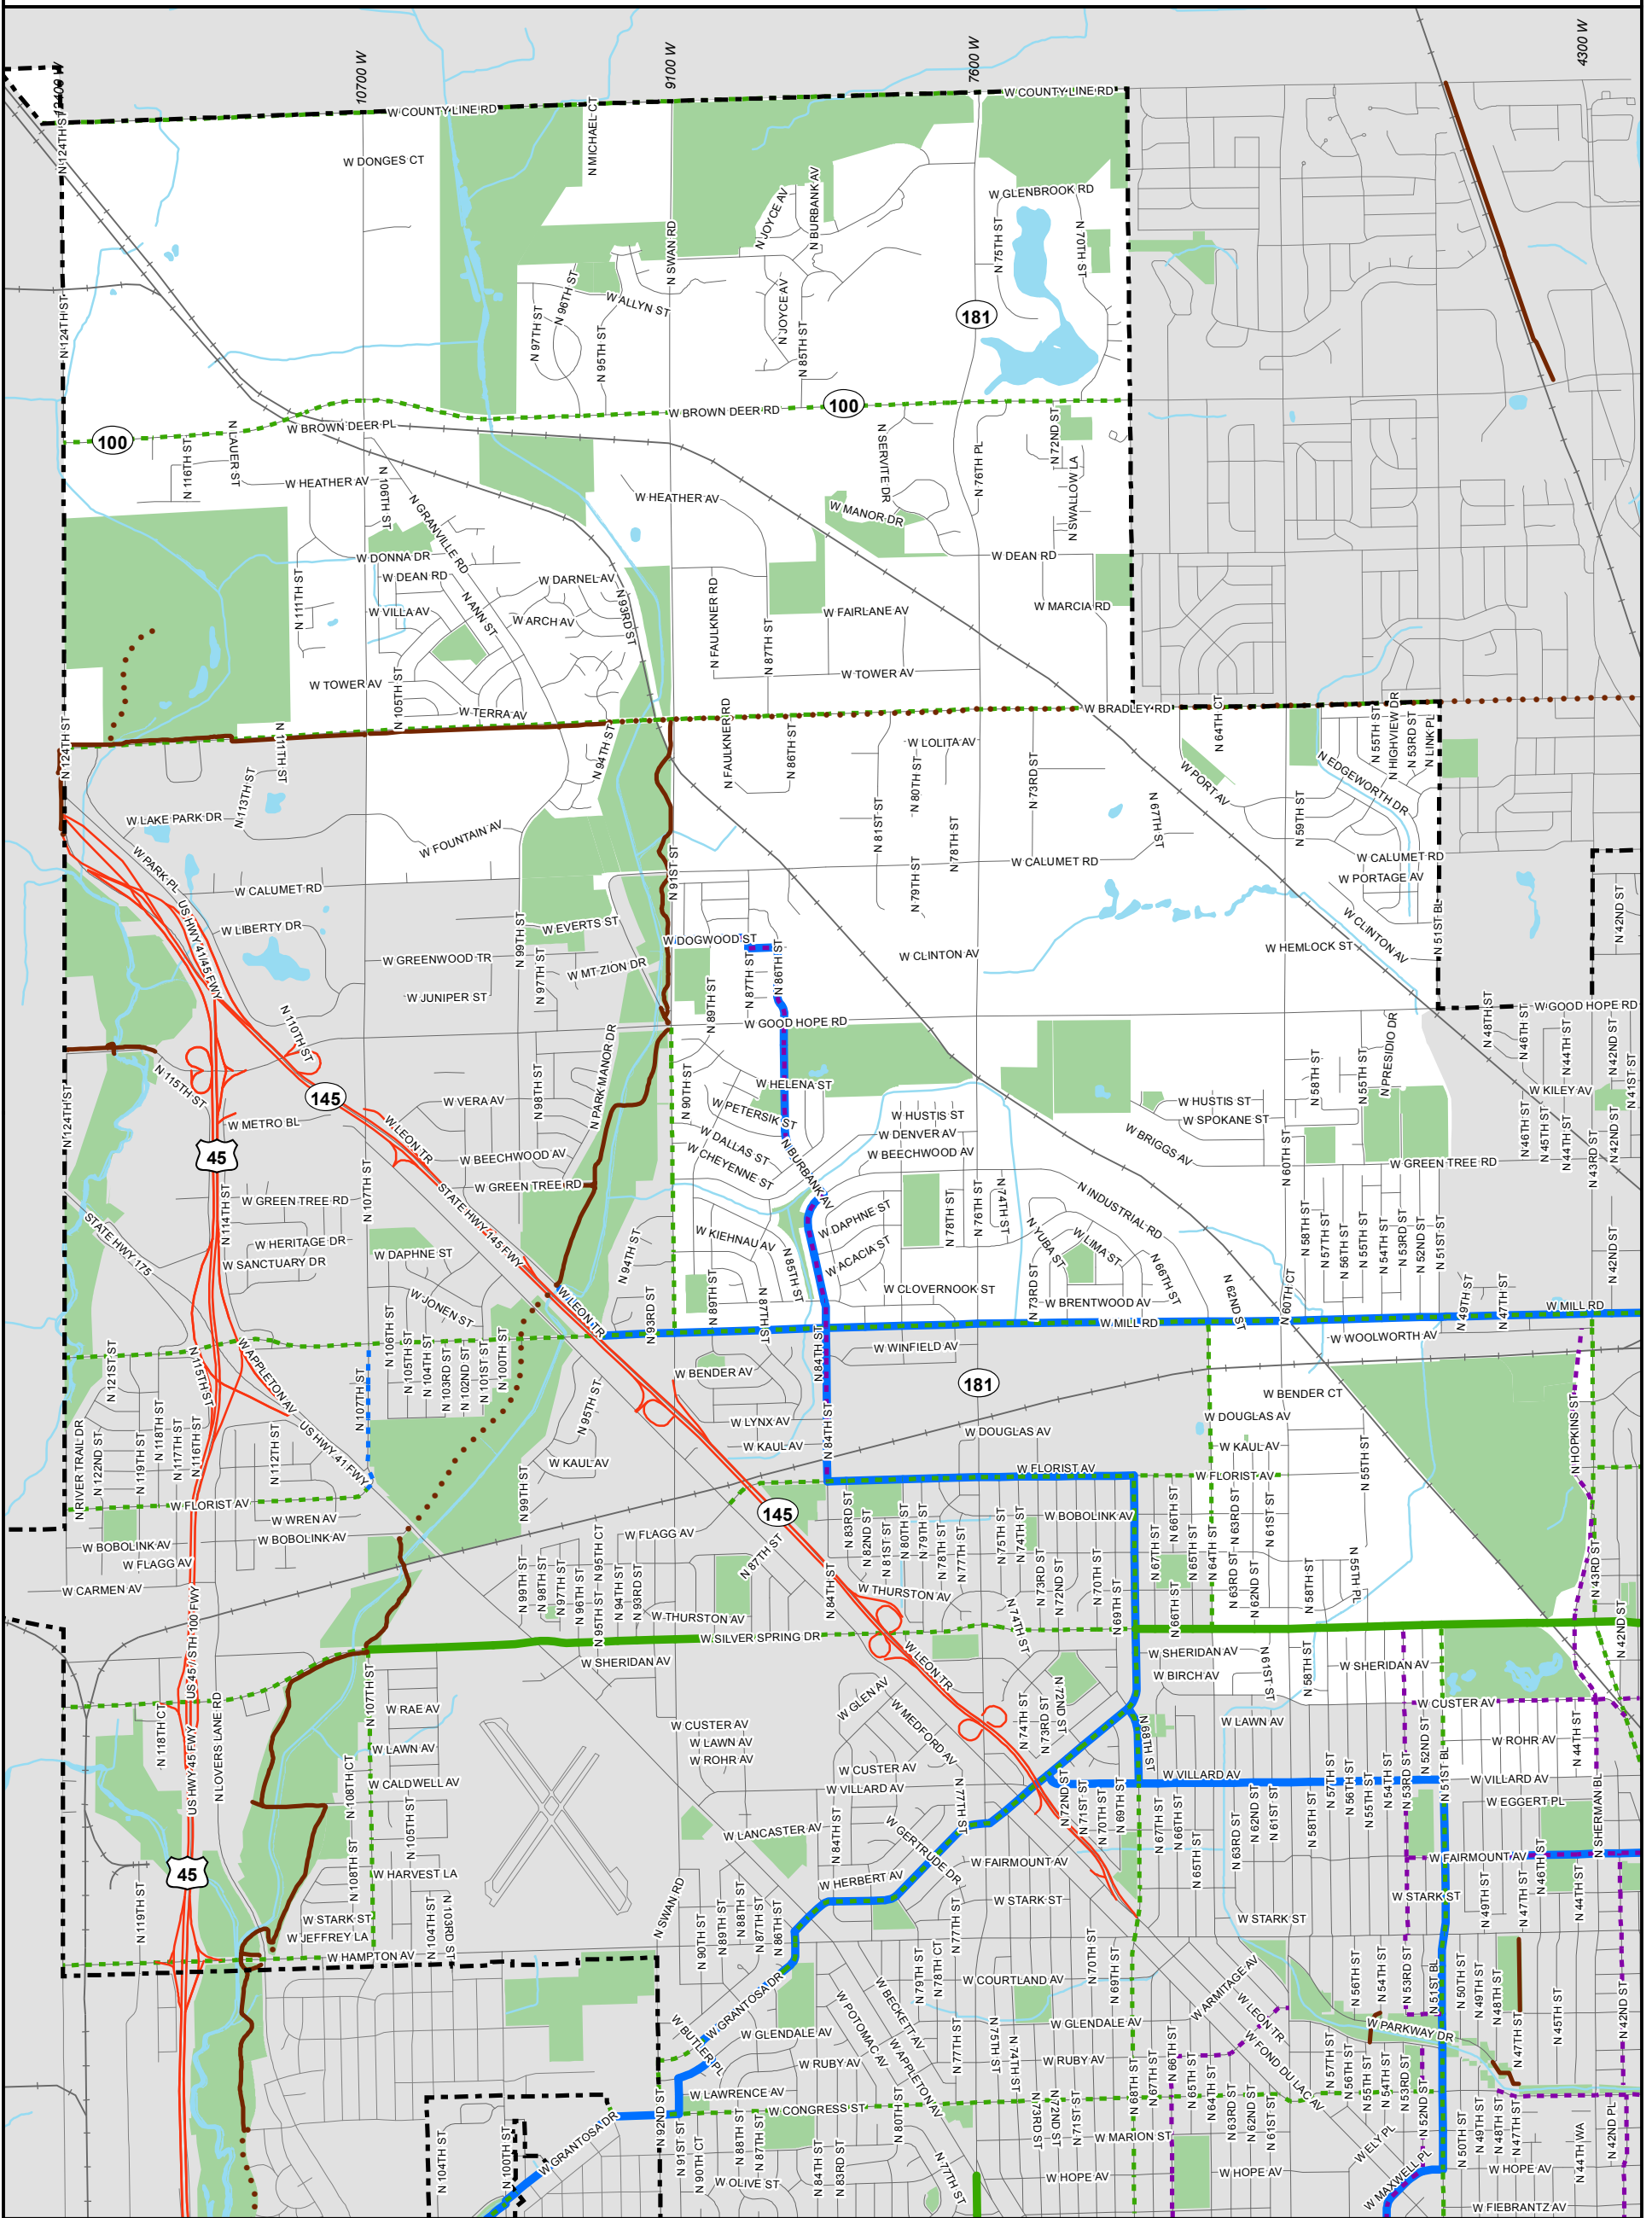 12400 W
10700 W
9100 W
7600 W
4300 W
W COUNTY LINE RD
W COUNTY LINE RD
N 124TH ST
W DONGES CT
N MICHAEL CT
N JOYCE AV
N BURBANK AV
W GLENBROOK RD
N 75TH ST
N 70TH ST
N SWAN RD
N 96TH ST
W ALLYN ST
N 97TH ST
N 95TH ST
N JOYCE AV
N 85TH ST
181
N 124TH ST
W BROWN DEER RD
100
100
W BROWN DEER PL
N LAUER ST
N 116TH ST
W HEATHER AV
N 106TH ST
N GRANVILLE RD
W HEATHER AV
N SERVITE DR
W MANOR DR
N 76TH PL
N 72ND ST
N SWALLOW LA
W DEAN RD
W DONNA DR
W DEAN RD
W DARNEL AV
N 111TH ST
W VILLA AV
N ANN ST
W ARCH AV
N 93RD ST
N FAULKNER RD
N 87TH ST
W FAIRLANE AV
W MARCIA RD
W TOWER AV
N 105TH ST
W TERRA AV
W TOWER AV
W BRADLEY RD
N 124TH ST
N 111TH ST
N 113TH ST
N 94TH ST
N FAULKNER RD
N 86TH ST
W LOLITA AV
N 80TH ST
N 73RD ST
N 64TH CT
W PORT AV
N 55TH ST
N HIGHVIEW DR
N 53RD ST
N LINK PL
N EDGEWORTH DR
N 59TH ST
N 67TH ST
W LAKE PARK DR
W FOUNTAIN AV
N 81ST ST
N 78TH ST
N 79TH ST
W CALUMET RD
W CALUMET RD
W PORTAGE AV
W PARK PL
W CALUMET RD
N 91ST ST
US HWY 41/45 FWY
W LIBERTY DR
N 99TH ST
W EVERTS ST
W DOGWOOD ST
W CLINTON AV
W HEMLOCK ST
W CLINTON AV
N 51ST BL
N 42ND ST
W GREENWOOD TR
N 97TH ST
W MT ZION DR
W JUNIPER ST
N 89TH ST
N 87TH ST
N 86TH ST
W GOOD HOPE RD
W GOOD HOPE RD
N 110TH ST
N 115TH ST
145
W METRO BL
W VERA AV
N 98TH ST
N PARK MANOR DR
N 90TH ST
W HELENA ST
W PETERSIK ST
W DALLAS ST
W CHEYENNE ST
N BURBANK AV
W HUSTIS ST
W DENVER AV
W BEECHWOOD AV
W HUSTIS ST
W SPOKANE ST
W BRIGGS AV
N 58TH ST
N 55TH ST
N PRESIDIO DR
N 60TH ST
W GREEN TREE RD
N 48TH ST
N 46TH ST
N 44TH ST
N 42ND ST
N 41ST ST
W KILEY AV
N 46TH ST
N 45TH ST
N 44TH ST
N 43RD ST
N 42ND ST
N 124TH ST
45
W LEON TR
W BEECHWOOD AV
W GREEN TREE RD
W GREEN TREE RD
N 107TH ST
N 114TH ST
STATE HWY 175
STATE HWY 145 FWY
W HERITAGE DR
W SANCTUARY DR
W DAPHNE ST
W JONEN ST
N 94TH ST
W KIEHNAU AV
N 85TH ST
W DAPHNE ST
W ACACIA ST
N 78TH ST
N 76TH ST
N 74TH ST
N INDUSTRIAL RD
N YUBA ST
W LIMA ST
N 66TH ST
W CLOVERNOOK ST
N 73RD ST
W BRENTWOOD AV
N 62ND ST
N 60TH CT
N 58TH ST
N 57TH ST
N 56TH ST
N 55TH ST
N 54TH ST
N 53RD ST
N 52ND ST
N 51ST ST
N 42ND ST
N 49TH ST
N 47TH ST
W MILL RD
W MILL RD
W WOOLWORTH AV
W LEON TR
N 93RD ST
N 89TH ST
N 87TH ST
N 84TH ST
W WINFIELD AV
N 121ST ST
N 115TH ST
W APPLETON AV
N 107TH ST
N 106TH ST
N 105TH ST
N 104TH ST
N 103RD ST
N 102ND ST
N 101ST ST
N 100TH ST
W BENDER AV
181
W BENDER CT
N 95TH ST
W LYNX AV
W KAUL AV
W DOUGLAS AV
W DOUGLAS AV
W KAUL AV
N HOPKINS ST
N 55TH ST
N RIVER TRAIL DR
N 122ND ST
N 119TH ST
N 118TH ST
N 117TH ST
N 116TH ST
N 112TH ST
US HWY 41 FWY
W KAUL AV
N 99TH ST
N 84TH ST
W FLORIST AV
W FLORIST AV
W FLORIST AV
W WREN AV
W BOBOLINK AV
W BOBOLINK AV
W FLAGG AV
W CARMEN AV
W FLAGG AV
145
N 87TH ST
N 83RD ST
N 82ND ST
N 81ST ST
N 80TH ST
N 79TH ST
N 78TH ST
N 77TH ST
N 75TH ST
N 74TH ST
W BOBOLINK AV
N 73RD ST
N 72ND ST
N 70TH ST
N 69TH ST
N 67TH ST
N 66TH ST
N 65TH ST
N 64TH ST
N 63RD ST
N 61ST ST
N 66TH ST
N 63RD ST
N 62ND ST
N 58TH ST
N 55TH PL
N 43RD ST
N 42ND ST
N 99TH ST
N 98TH ST
N 97TH ST
N 96TH ST
N 95TH ST
N 95TH CT
N 94TH ST
N 93RD ST
W THURSTON AV
N 84TH ST
W THURSTON AV
N 74TH ST
W SILVER SPRING DR
W SHERIDAN AV
W LEON TR
W SHERIDAN AV
W BIRCH AV
N 61ST ST
N 58TH ST
W SHERIDAN AV
US 45 / STH 100 FWY
N LOVERS LANE RD
N 118TH CT
US HWY 45 FWY
N 107TH ST
W RAE AV
W LAWN AV
W CALDWELL AV
N 108TH CT
N 105TH ST
W CUSTER AV
W LAWN AV
W ROHR AV
W GLEN AV
W MEDFORD AV
W CUSTER AV
W VILLARD AV
N 74TH ST
N 73RD ST
N 72ND ST
N 68TH ST
W LAWN AV
W VILLARD AV
N 57TH ST
N 56TH ST
N 55TH ST
N 54TH ST
N 53RD ST
N 52ND ST
N 51ST BL
W CUSTER AV
N 44TH ST
W ROHR AV
W VILLARD AV
W EGGERT PL
N SHERMAN BL
45
N 108TH ST
W HARVEST LA
W STARK ST
W JEFFREY LA
N 104TH ST
N 103RD ST
N 119TH ST
W HAMPTON AV
W LANCASTER AV
N 84TH ST
W GERTRUDE DR
N 77TH ST
W HERBERT AV
W FAIRMOUNT AV
W STARK ST
N 72ND ST
N 71ST ST
N 70TH ST
N 69TH ST
N 67TH ST
N 66TH ST
N 65TH ST
N 63RD ST
N 62ND ST
N 61ST ST
N 58TH ST
W STARK ST
W FAIRMOUNT AV
W STARK ST
N 49TH ST
N 47TH ST
N 46TH ST
N 44TH ST
N SWAN RD
N 90TH ST
N 89TH ST
N 88TH ST
N 87TH ST
N 86TH ST
N 79TH ST
N 78TH CT
N 77TH ST
W COURTLAND AV
N 70TH ST
N 69TH ST
W ARMITAGE AV
W LEON TR
W FOND DU LAC AV
N 56TH ST
N 54TH ST
N 53RD ST
N 51ST BL
N 50TH ST
N 49TH ST
N 48TH ST
N 47TH ST
N 45TH ST
N 42ND ST
W PARKWAY DR
W GRANTOSA DR
W BUTLER PL
W GLENDALE AV
W POTOMAC AV
W BECKETT AV
W APPLETON AV
W RUBY AV
N 77TH ST
N 75TH ST
N 74TH ST
W GLENDALE AV
W RUBY AV
W LAWRENCE AV
W CONGRESS ST
N 92ND ST
N 91ST ST
N 90TH CT
N 88TH ST
N 87TH ST
N 84TH ST
N 83RD ST
N 80TH ST
N 77TH ST
W OLIVE ST
N 73RD ST
N 72ND ST
N 71ST ST
N 68TH ST
N 67TH ST
N 66TH ST
N 65TH ST
N 64TH ST
N 63RD ST
N 62ND ST
N 61ST ST
N 57TH ST
N 56TH ST
N 55TH ST
N 54TH ST
N 53RD ST
N 52ND ST
N 50TH ST
N 49TH ST
N 48TH ST
N 47TH ST
N 44TH WA
N 42ND PL
W MARION ST
W HOPE AV
W HOPE AV
W ELY PL
W MAXWELL PL
W HOPE AV
W FIEBRANTZ AV
N 104TH ST
N 100TH ST
W GRANTOSA DR